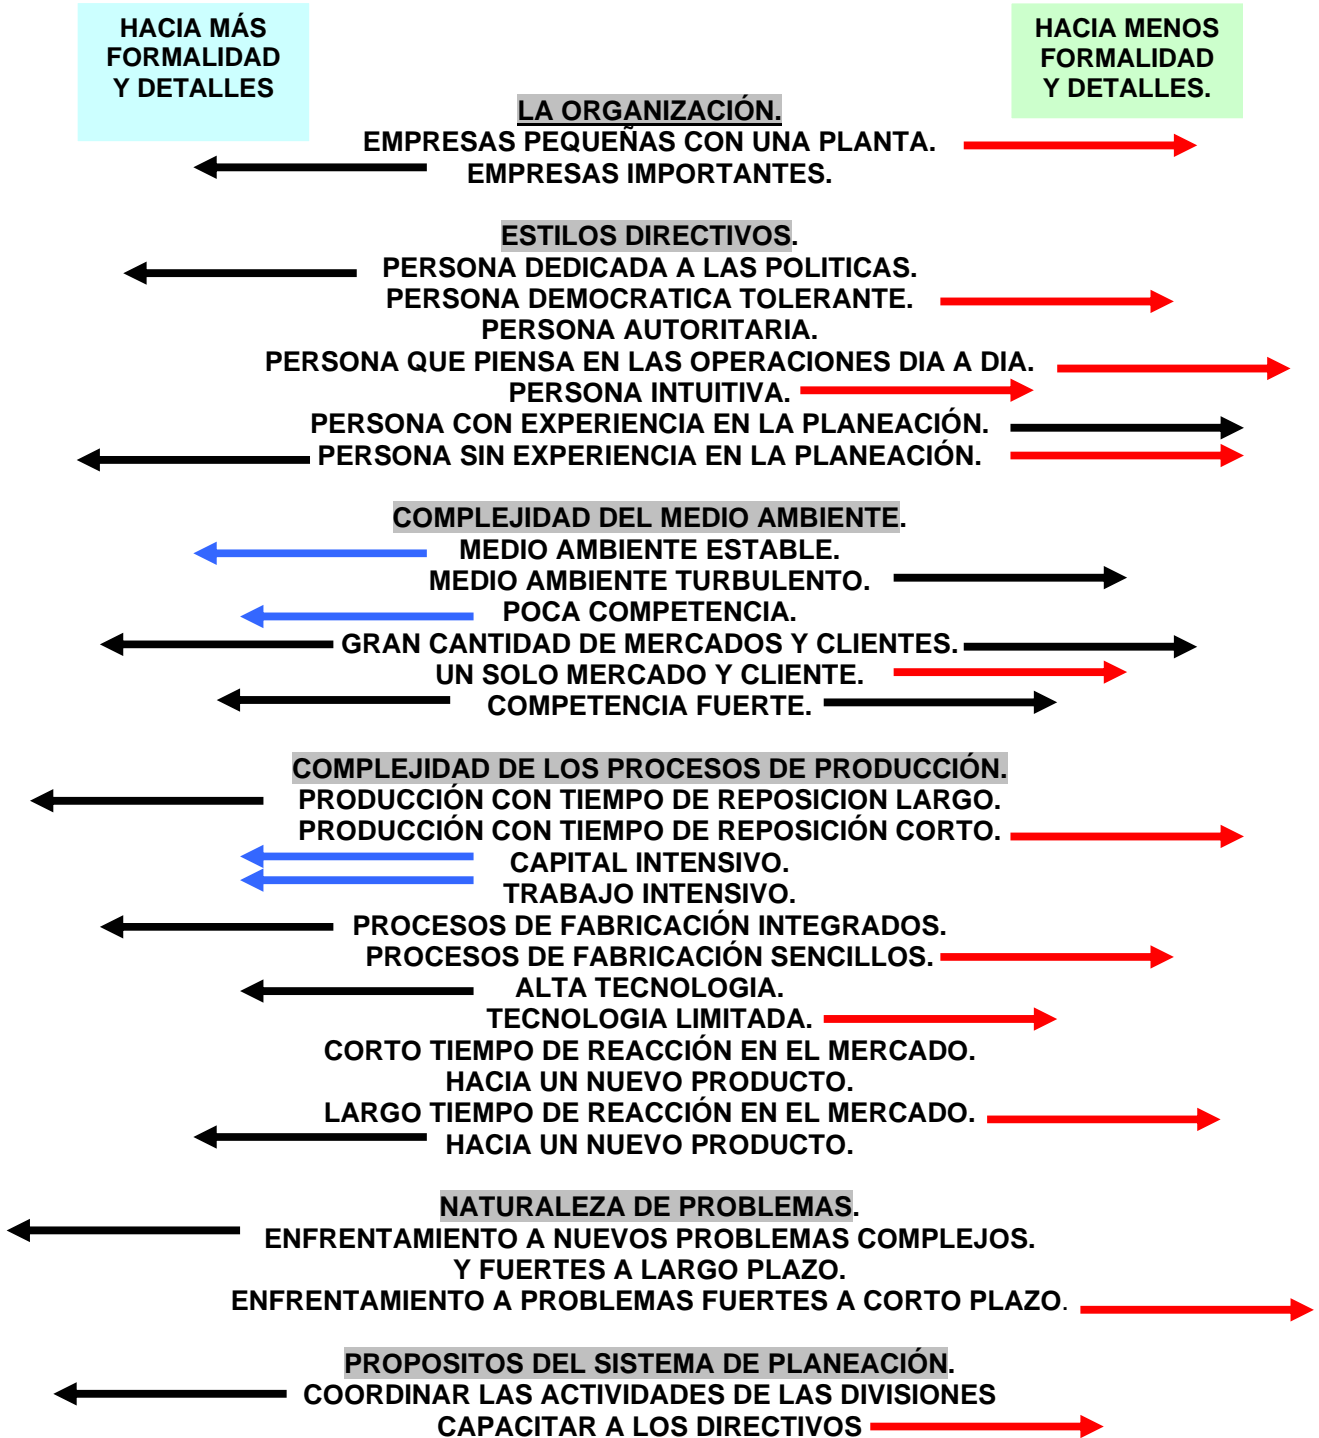 HACIA MÁS
FORMALIDAD
Y DETALLES
HACIA MENOS
FORMALIDAD
Y DETALLES.
LA ORGANIZACIÓN.
EMPRESAS PEQUEÑAS CON UNA PLANTA.
EMPRESAS IMPORTANTES.
ESTILOS DIRECTIVOS.
PERSONA DEDICADA A LAS POLITICAS.
PERSONA DEMOCRATICA TOLERANTE.
PERSONA AUTORITARIA.
PERSONA QUE PIENSA EN LAS OPERACIONES DIA A DIA.
PERSONA INTUITIVA.
PERSONA CON EXPERIENCIA EN LA PLANEACIÓN.
PERSONA SIN EXPERIENCIA EN LA PLANEACIÓN.
COMPLEJIDAD DEL MEDIO AMBIENTE.
MEDIO AMBIENTE ESTABLE.
MEDIO AMBIENTE TURBULENTO.
POCA COMPETENCIA.
GRAN CANTIDAD DE MERCADOS Y CLIENTES.
UN SOLO MERCADO Y CLIENTE.
COMPETENCIA FUERTE.
COMPLEJIDAD DE LOS PROCESOS DE PRODUCCIÓN.
PRODUCCIÓN CON TIEMPO DE REPOSICION LARGO.
PRODUCCIÓN CON TIEMPO DE REPOSICIÓN CORTO.
CAPITAL INTENSIVO.
TRABAJO INTENSIVO.
PROCESOS DE FABRICACIÓN INTEGRADOS.
PROCESOS DE FABRICACIÓN SENCILLOS.
ALTA TECNOLOGIA.
TECNOLOGIA LIMITADA.
CORTO TIEMPO DE REACCIÓN EN EL MERCADO.
HACIA UN NUEVO PRODUCTO.
LARGO TIEMPO DE REACCIÓN EN EL MERCADO.
HACIA UN NUEVO PRODUCTO.
NATURALEZA DE PROBLEMAS.
ENFRENTAMIENTO A NUEVOS PROBLEMAS COMPLEJOS.
Y FUERTES A LARGO PLAZO.
ENFRENTAMIENTO A PROBLEMAS FUERTES A CORTO PLAZO.
PROPOSITOS DEL SISTEMA DE PLANEACIÓN.
COORDINAR LAS ACTIVIDADES DE LAS DIVISIONES
CAPACITAR A LOS DIRECTIVOS